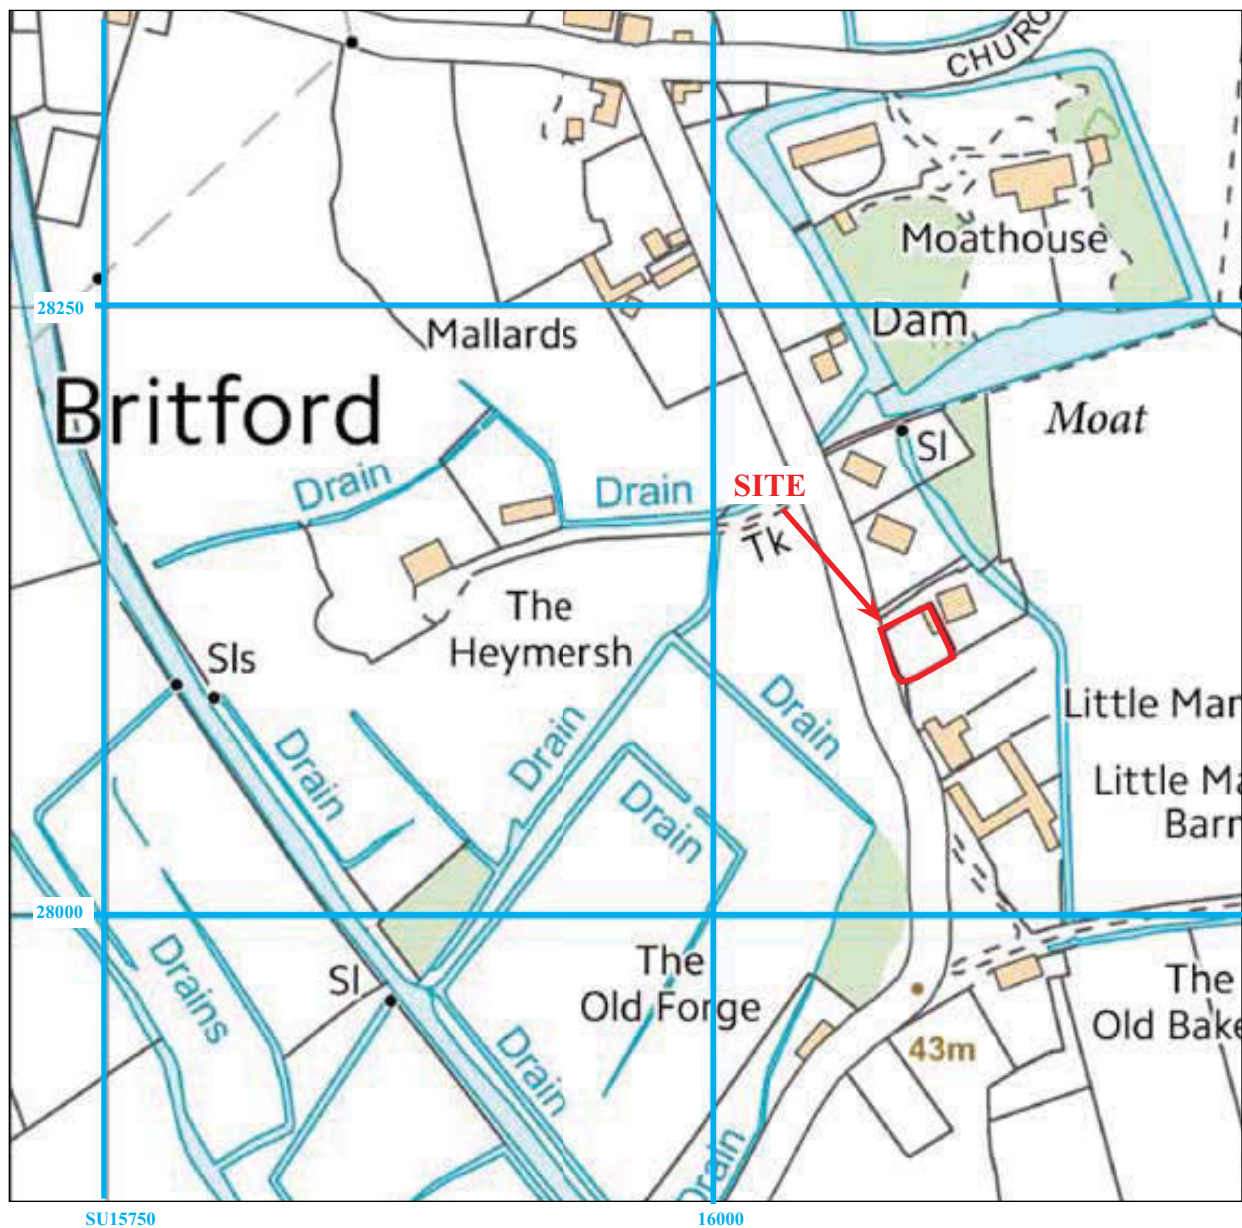 CHURC
Moathouse
28250
Dam
Mallards
Britford
Moat
Sl
Drain
Drain
SITE
Tk
The
Heymersh
Sls
Drain
Little Mar
Drain
Drain
Drain
Little Ma
Barn
28000
Drains
Sl
The
Old Forge
The
Old Bake
43m
Drain
Drain
SU15750
16000